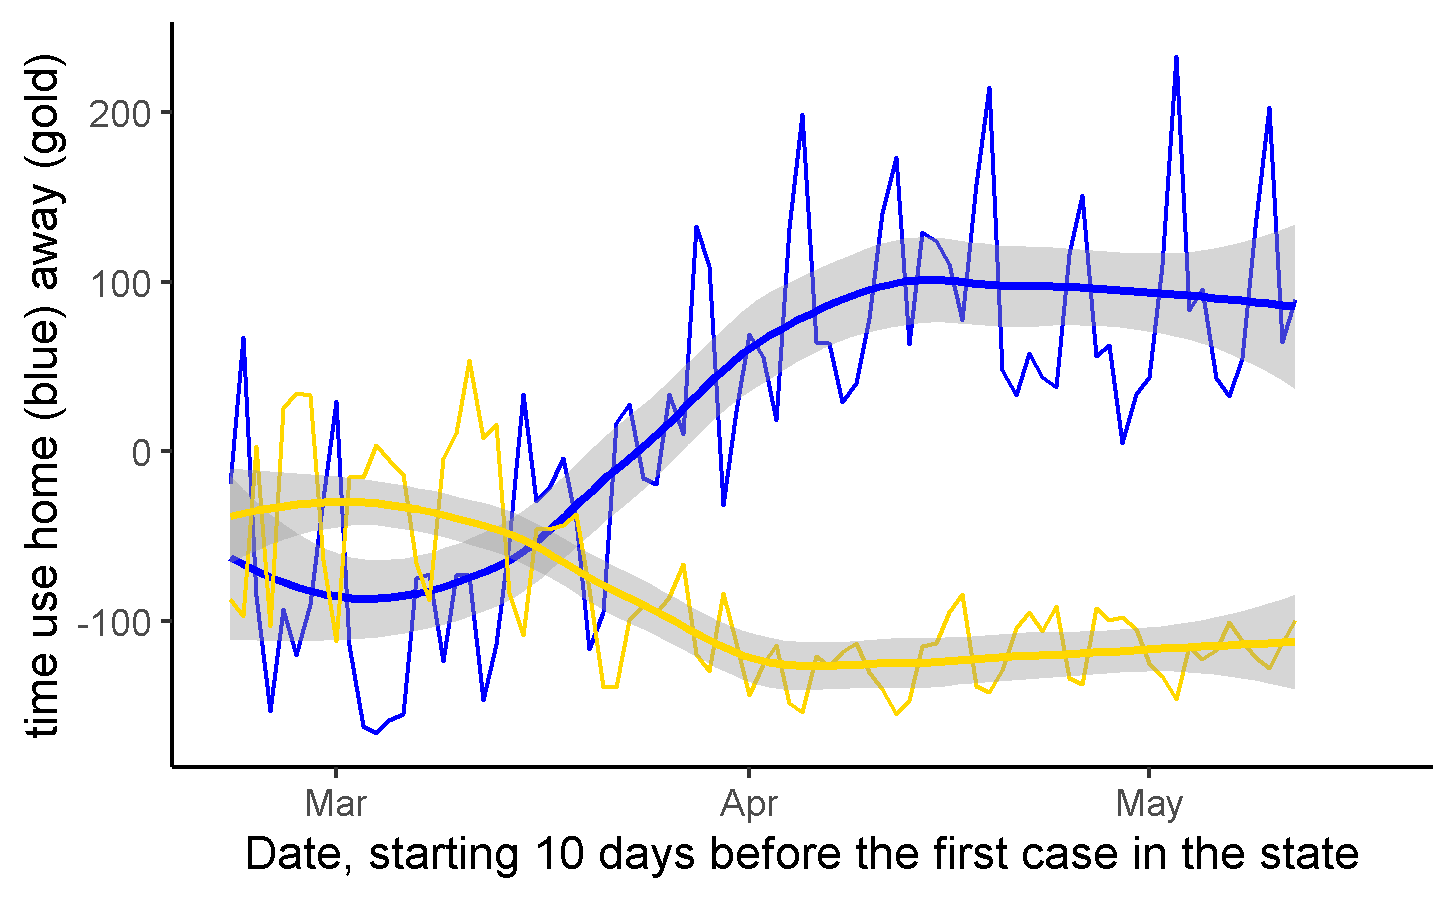 time use home (blue) away (gold)
200
100
0
-100
Mar Apr May
Date, starting 10 days before the first case in the state